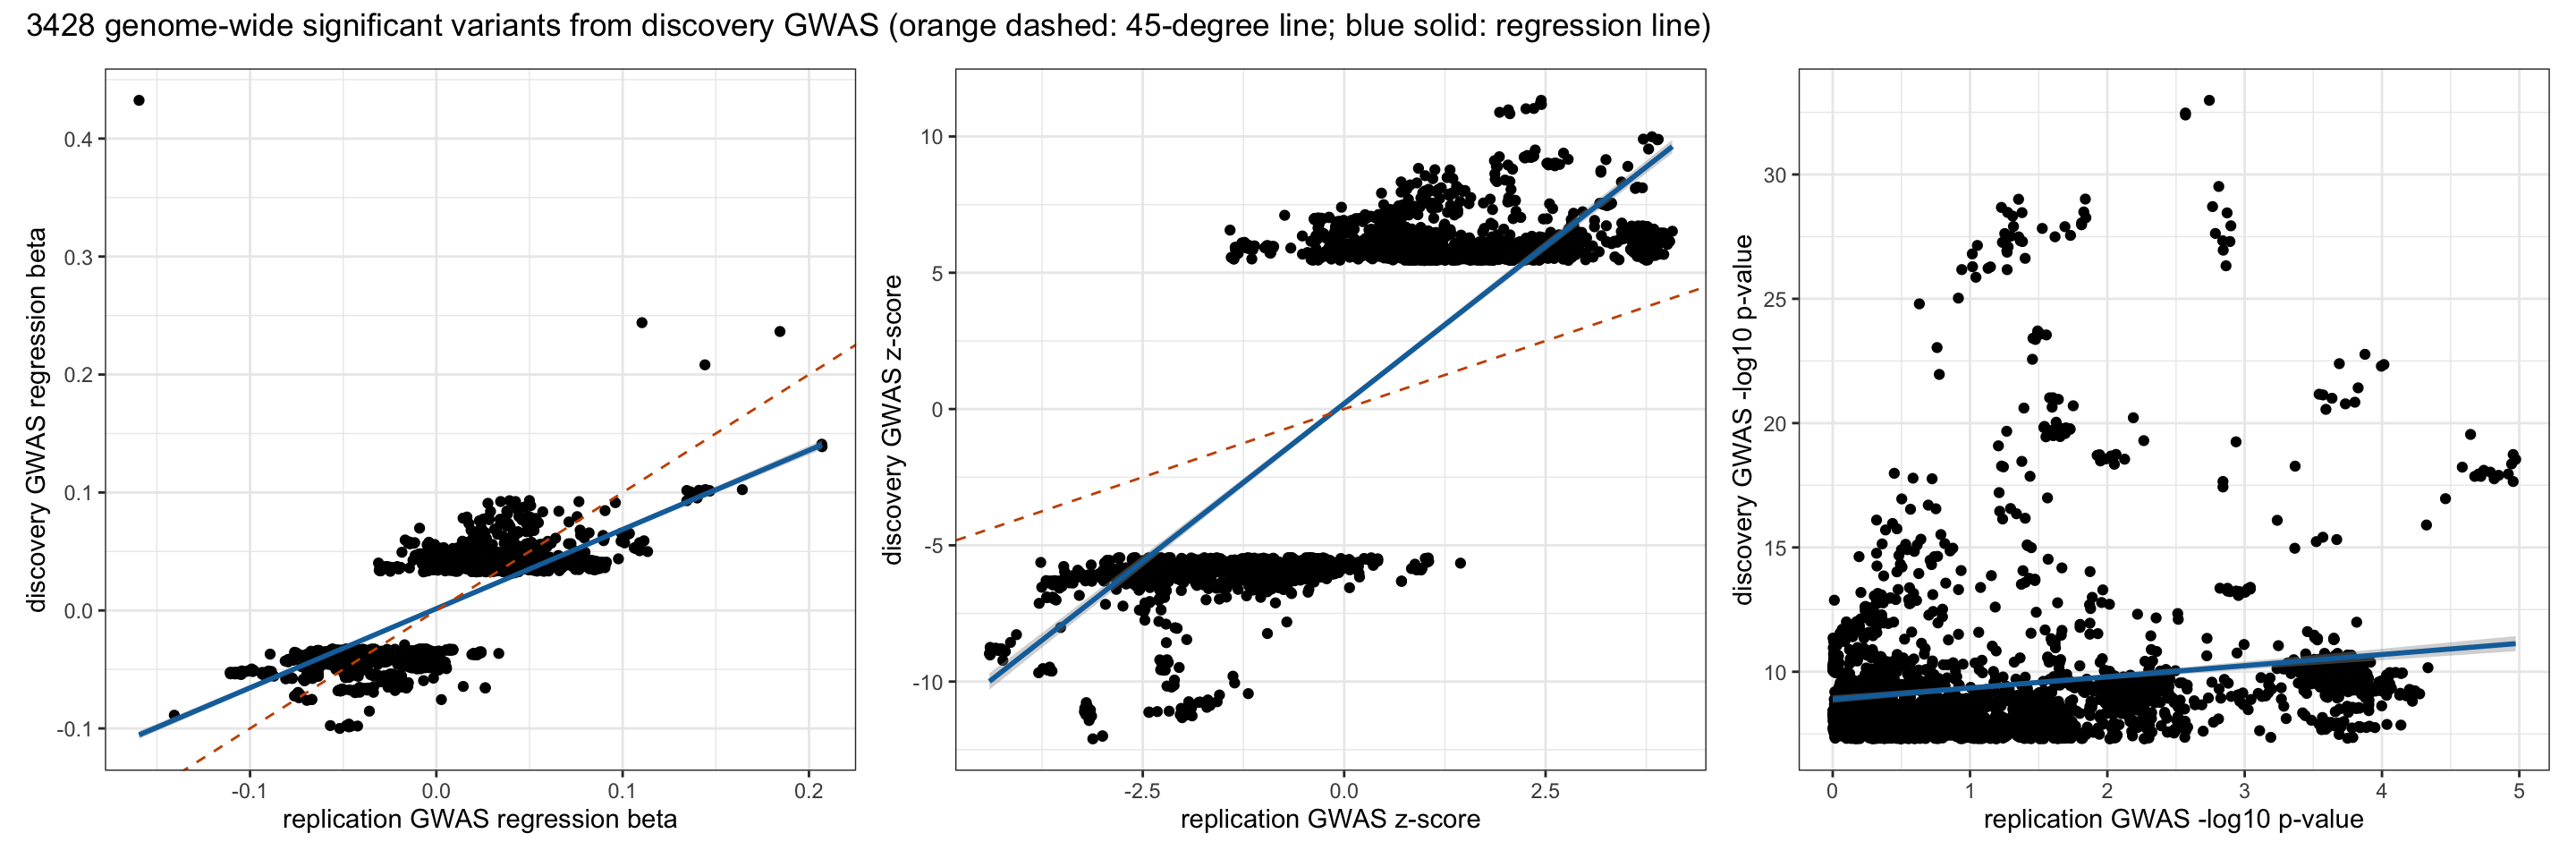 3428 genome-wide significant variants from discovery GWAS (orange dashed: 45-degree line; blue solid: regression line)
discovery GWAS regression beta
0.4
0.3
0.2
0.1
0.0
-0.1
-0.1 0.0 0.1 0.2
replication GWAS regression beta
discovery GWAS z-score
10
5
0
-5
-10
-2.5 0.0 2.5
replication GWAS z-score
discovery GWAS -log10 p-value
30
25
20
15
10
0 1 2 3 4 5
replication GWAS -log10 p-value